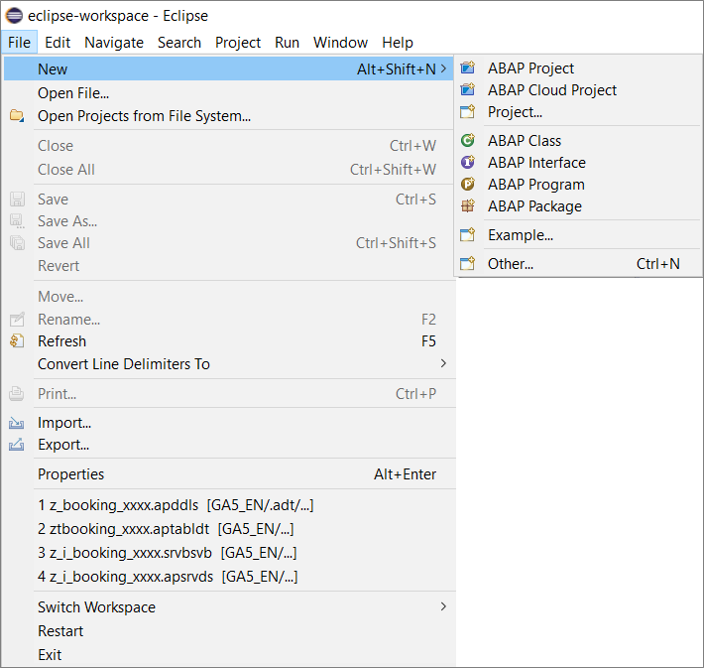 eclipse-workspace - Eclipse
File Edit Navigate Search Project Run Window Help
New Alt+Shift+N
Open File...
Open Projects from File System...
Close Ctrl+W
Close All Ctrl+Shift+W
Save Ctrl+S
Save As...
Save All Ctrl+Shift+S
Revert
Move...
Rename... F2
Refresh F5
Convert Line Delimiters To
Print... Ctrl+P
Import...
Export...
Properties Alt+Enter
1 z_booking_xxxx.apddls [GA5_EN/.adt/...]
2 ztbooking_xxxx.aptabldt [GA5_EN/...]
3 z_i_booking_xxxx.srvbsvb [GA5_EN/...]
4 z_i_booking_xxxx.apsrvds [GA5_EN/...]
Switch Workspace
Restart
Exit
ABAP Project
ABAP Cloud Project
Project...
ABAP Class
ABAP Interface
ABAP Program
ABAP Package
Example...
Other... Ctrl+N